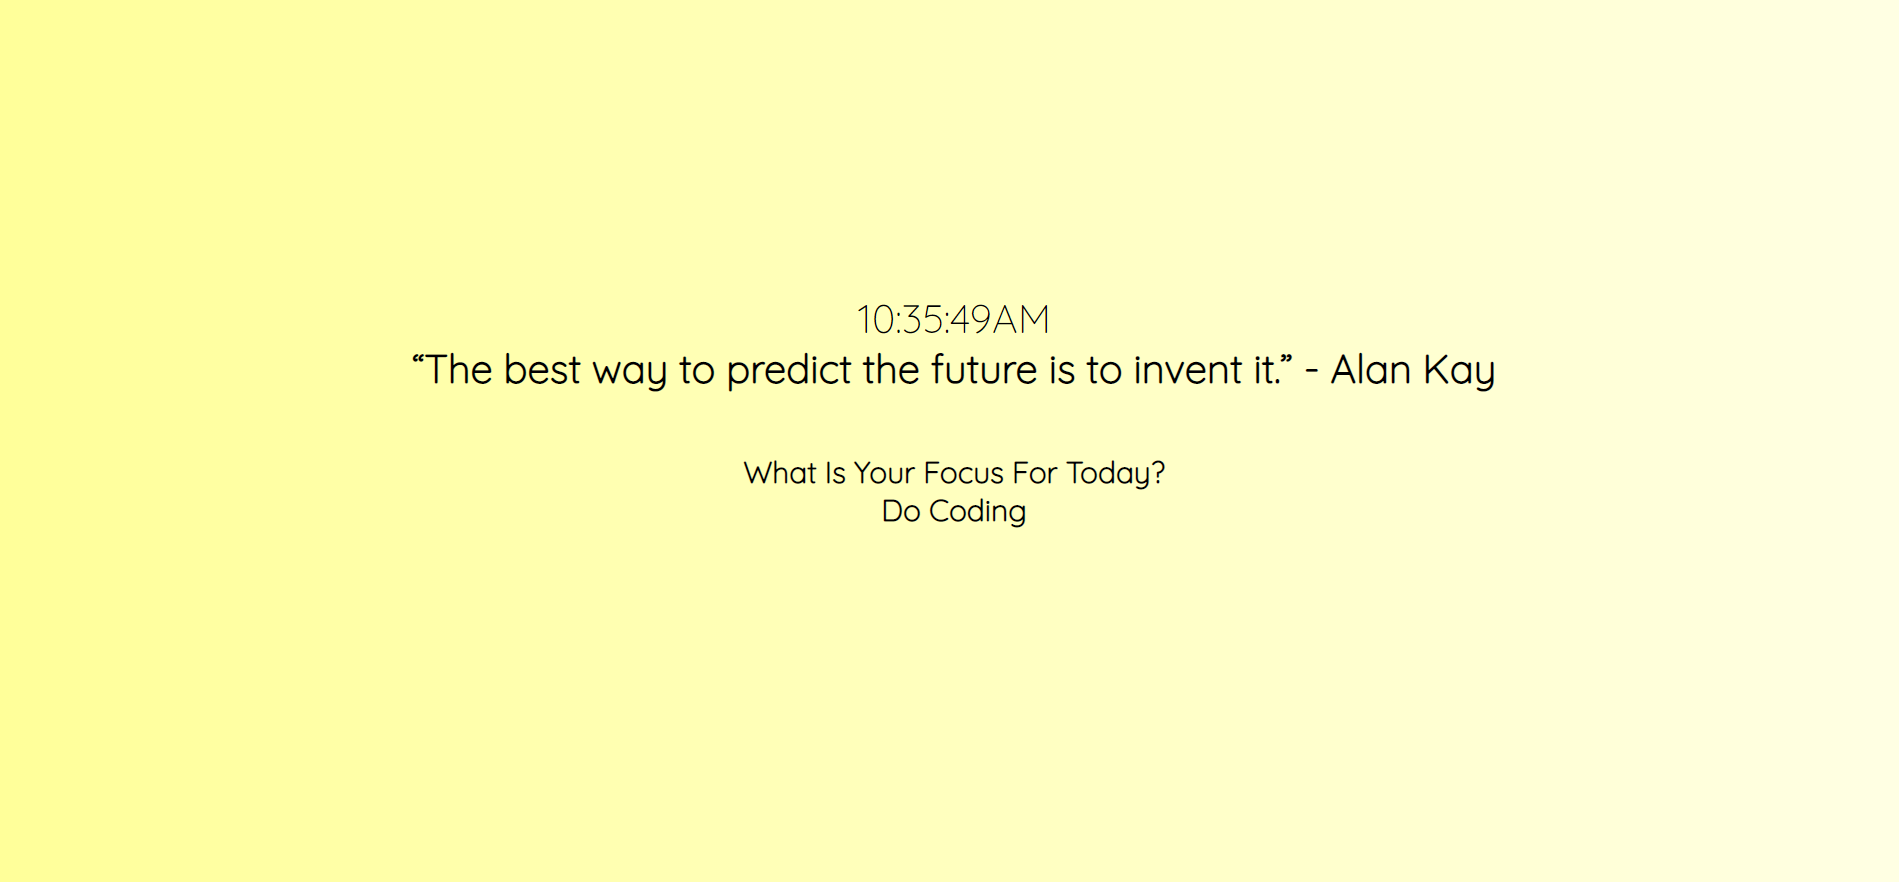 10:35:49AM
“The best way to predict the future is to invent it.” - Alan Kay
What Is Your Focus For Today?
Do Coding